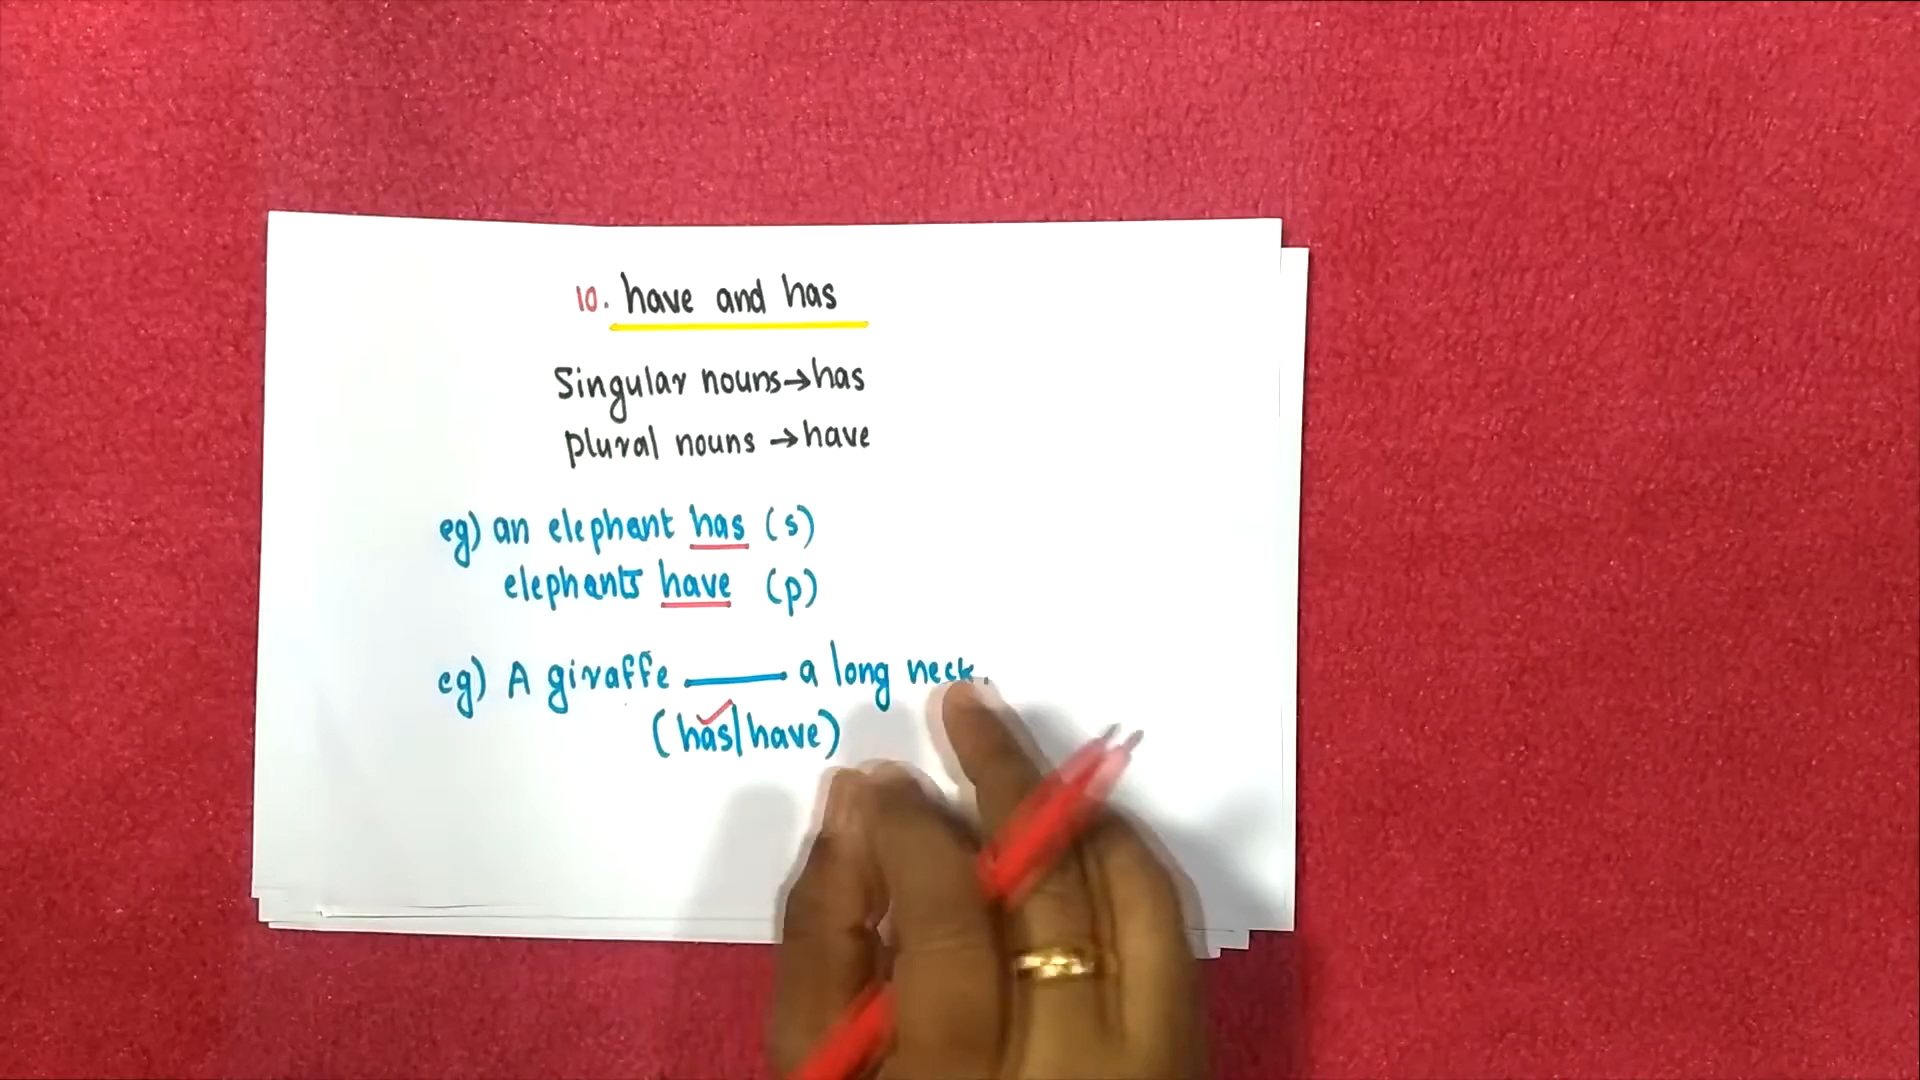 10. have and has
Singular nouns→has
plural nouns →have
eg) an elephant has (s)
elephants have (p)
eg) A giraffe ______ a long neck.
(has|have)